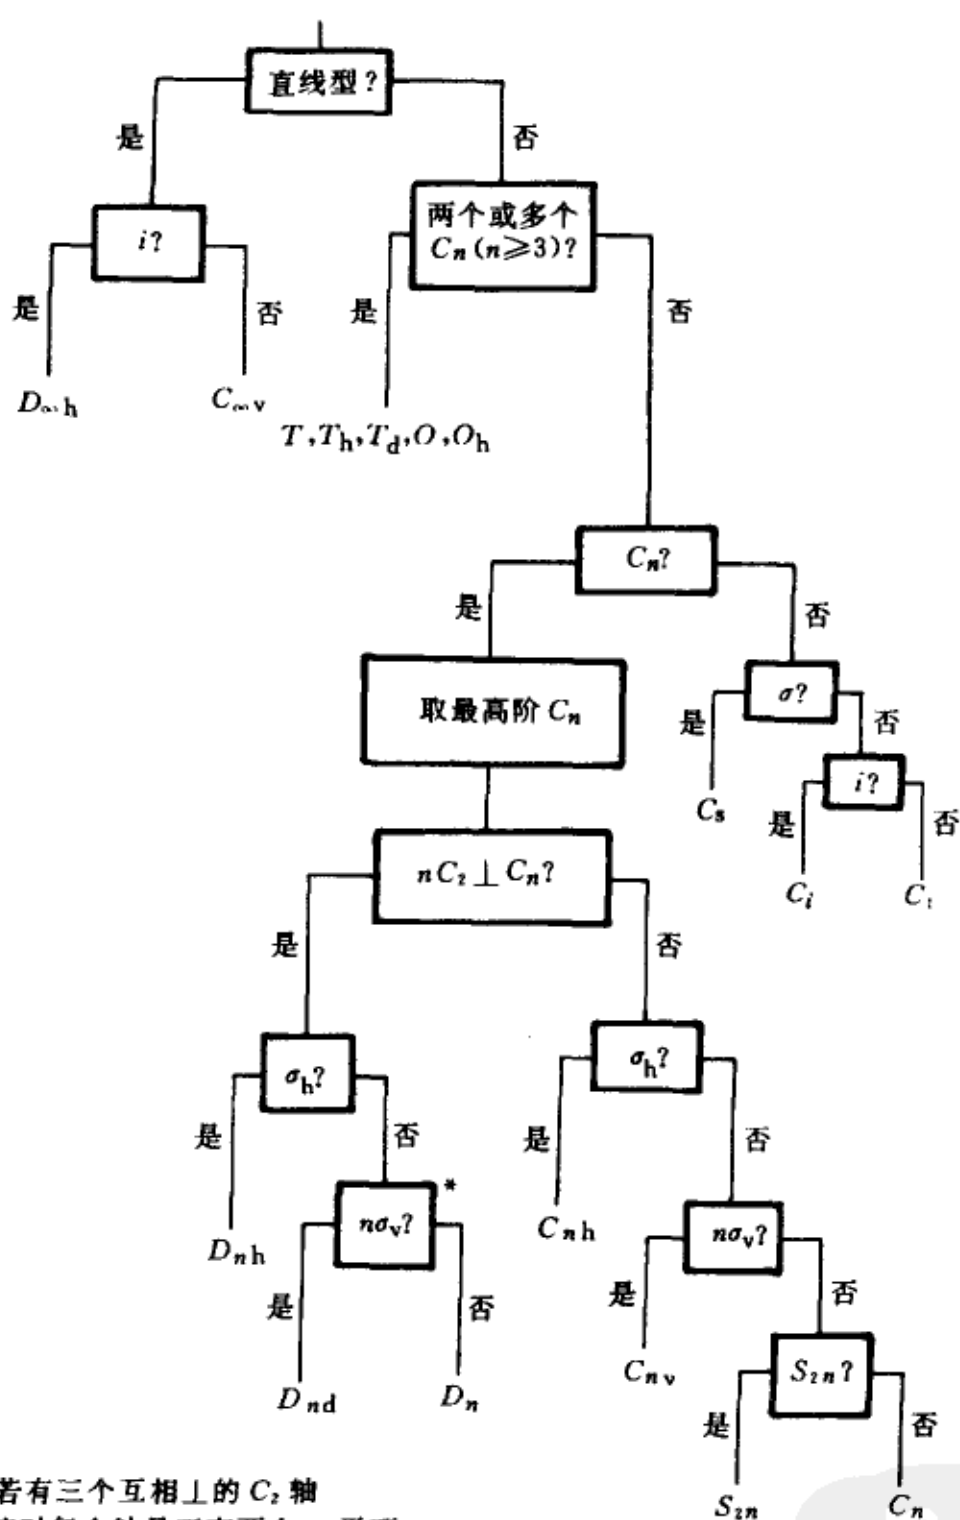 直线型?
是
否
i?
两个或多个
Cn(n≥3)?
是
否
是
否
D∞h
C∞v
T,Th,Td,O,Oh
Cn?
是
否
取最高阶 Cn
σ?
是
否
Cs
i?
是
否
Ci
nC2⊥Cn?
是
否
σh?
σh?
是
否
是
否
nσv?
*
Dnh
Cnh
nσv?
是
否
是
否
Dnd
Dn
Cnv
S2n?
是
否
若有三个互相⊥的 C2 轴
S2n
Cn